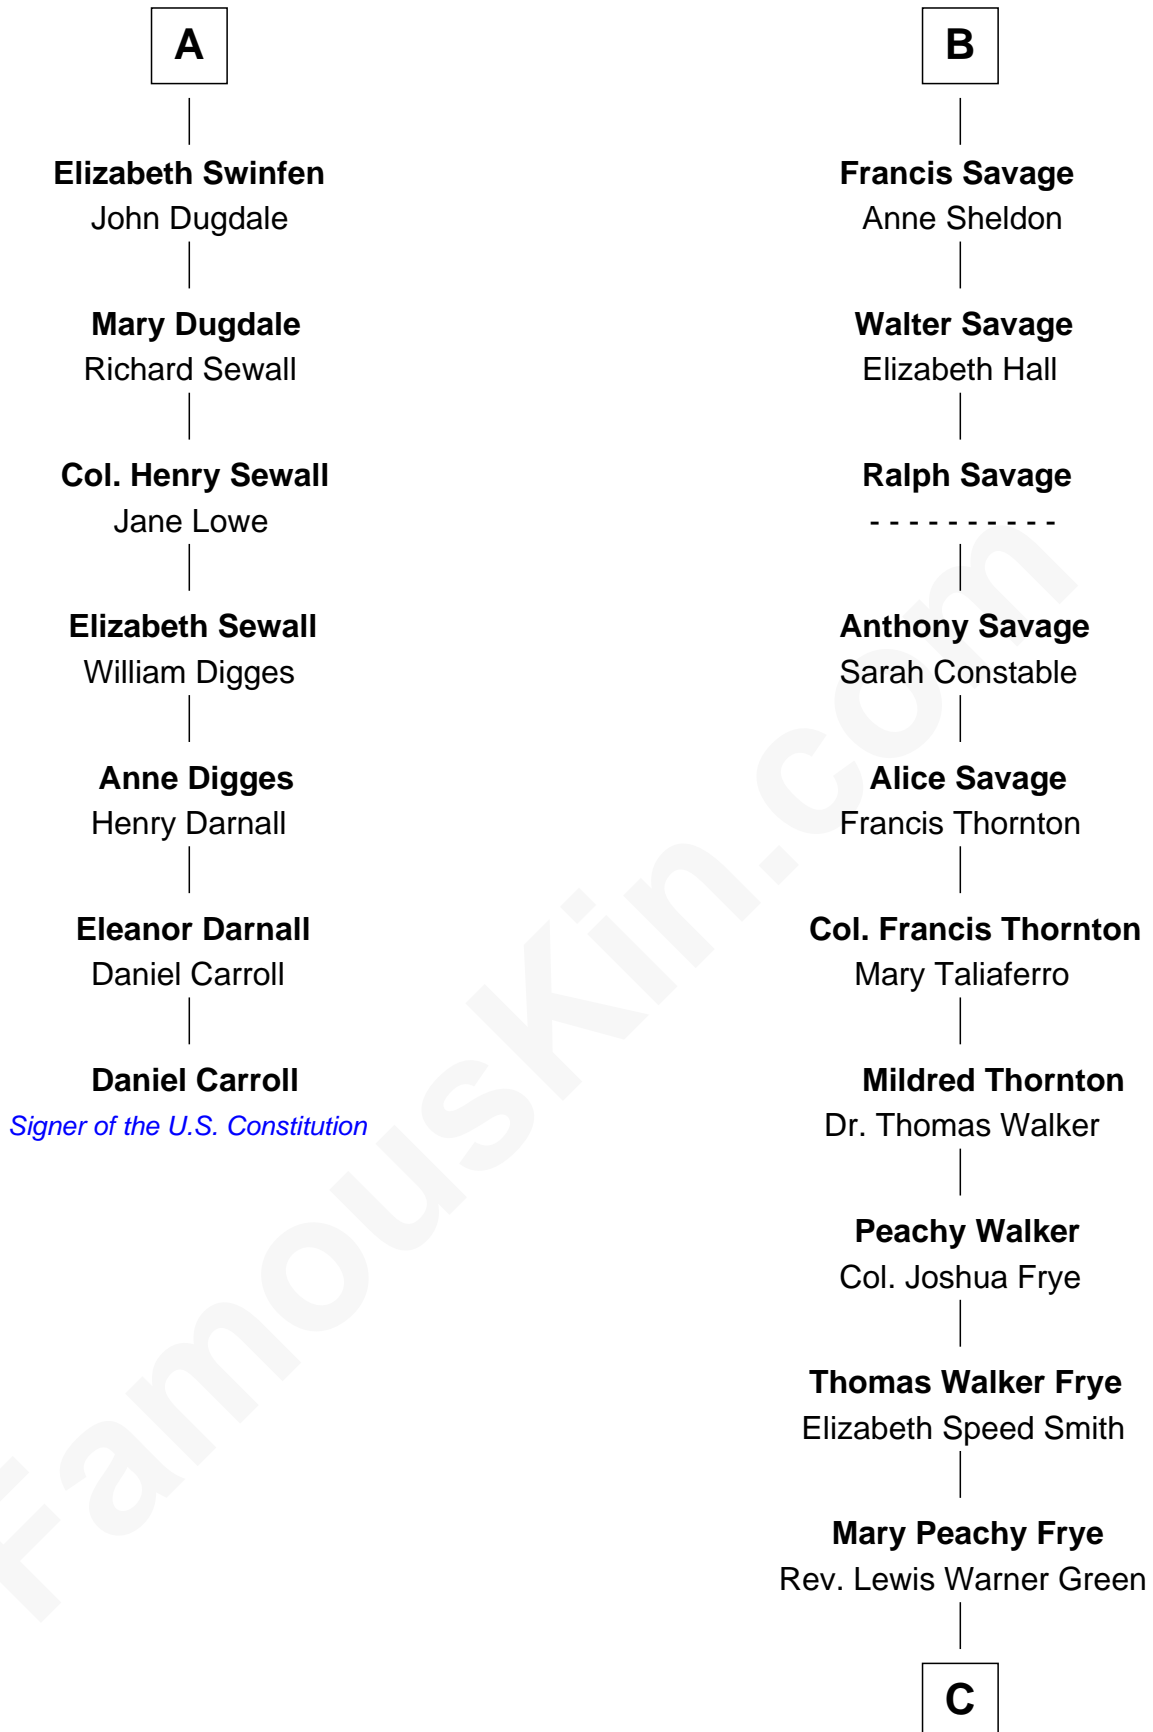 A
Elizabeth Swinfen
John Dugdale
Mary Dugdale
Richard Sewall
Col. Henry Sewall
Jane Lowe
Elizabeth Sewall
William Digges
Anne Digges
Henry Darnall
Eleanor Darnall
Daniel Carroll
Daniel Carroll
Signer of the U.S. Constitution
B
Francis Savage
Anne Sheldon
Walter Savage
Elizabeth Hall
Ralph Savage
- - - - - - - - - -
Anthony Savage
Sarah Constable
Alice Savage
Francis Thornton
Col. Francis Thornton
Mary Taliaferro
Mildred Thornton
Dr. Thomas Walker
Peachy Walker
Col. Joshua Frye
Thomas Walker Frye
Elizabeth Speed Smith
Mary Peachy Frye
Rev. Lewis Warner Green
C
FamousKin.com